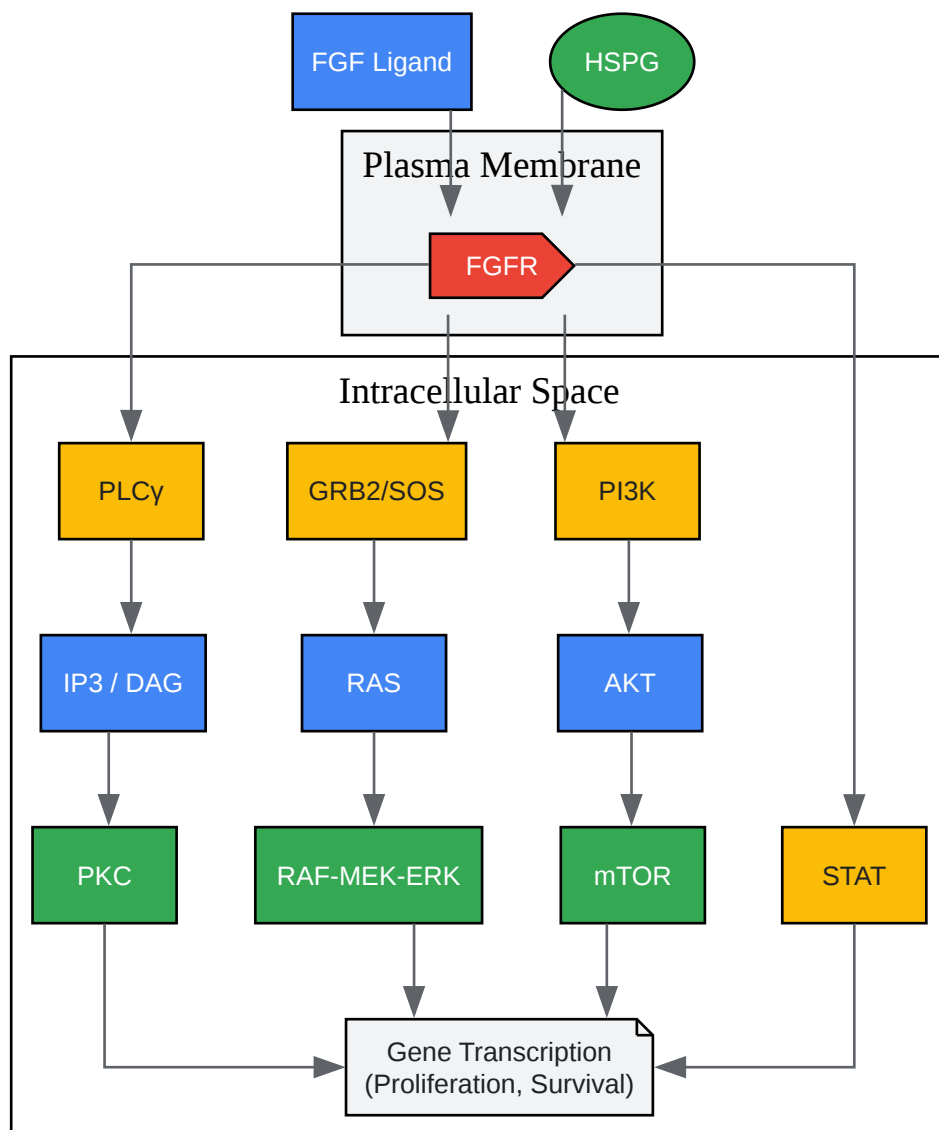 FGF Ligand
HSPG
Plasma Membrane
FGFR
Intracellular Space
PLCγ
GRB2/SOS
PI3K
IP3 / DAG
RAS
AKT
PKC
RAF-MEK-ERK
mTOR
STAT
Gene Transcription
(Proliferation, Survival)